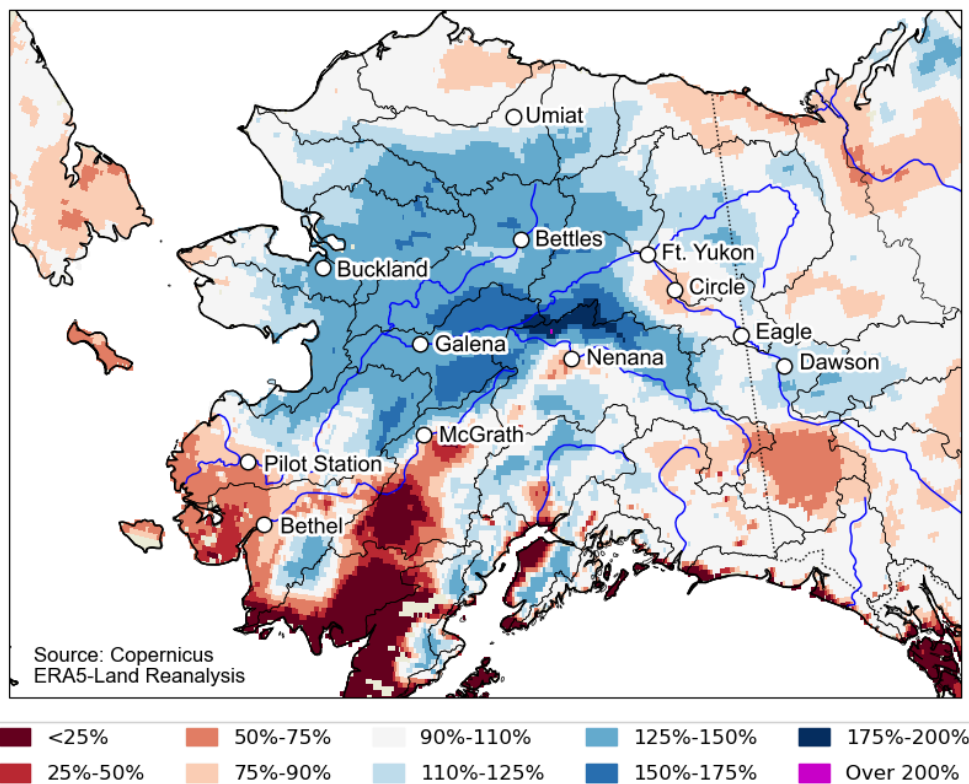 Umiat
Bettles
Ft. Yukon
Buckland
Circle
Eagle
Galena
Nenana
Dawson
McGrath
Pilot Station
Bethel
Source: Copernicus
ERA5-Land Reanalysis
<25% 50%-75% 90%-110% 125%-150% 175%-200%
25%-50% 75%-90% 110%-125% 150%-175% Over 200%